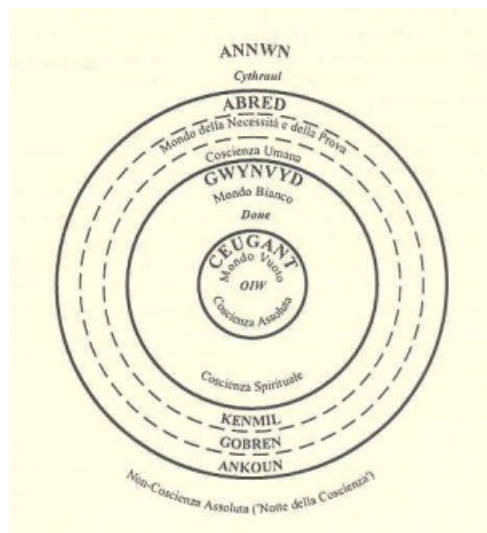 ANNWN
Cythraul
ABRED
Mondo della Necessità e della Prova
Coscienza Umana
GWYNVYD
Mondo Bianco
Doue
CEUGANT
Mondo Vuoto
OIW
Coscienza Assoluta
Coscienza Spirituale
KENMIL
GOBREN
ANKOUN
Non-Coscienza Assoluta ("Notte della Coscienza")